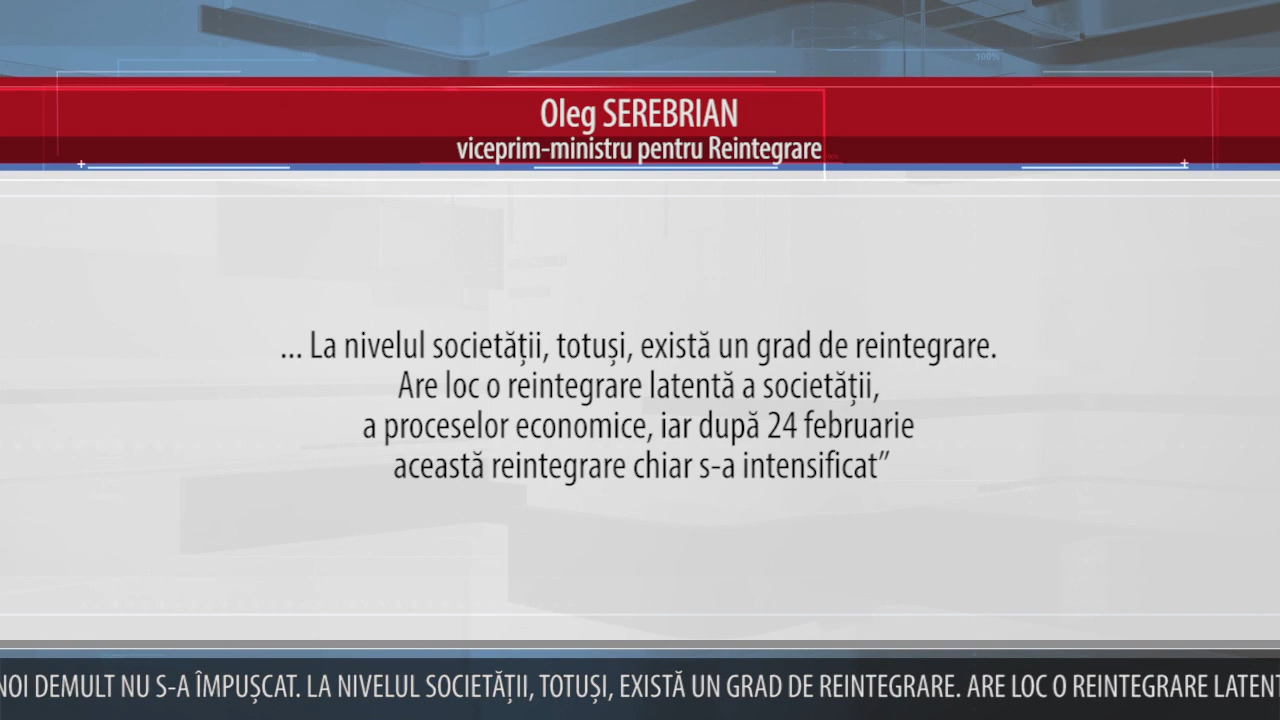 Oleg SEREBRIAN
viceprim-ministru pentru Reintegrare
... La nivelul societății, totuși, există un grad de reintegrare.
Are loc o reintegrare latentă a societății,
a proceselor economice, iar după 24 februarie
această reintegrare chiar s-a intensificat”
NOI DEMULT NU S-A ÎMPUȘCAT. LA NIVELUL SOCIETĂȚII, TOTUȘI, EXISTĂ UN GRAD DE REINTEGRARE. ARE LOC O REINTEGRARE LATENT